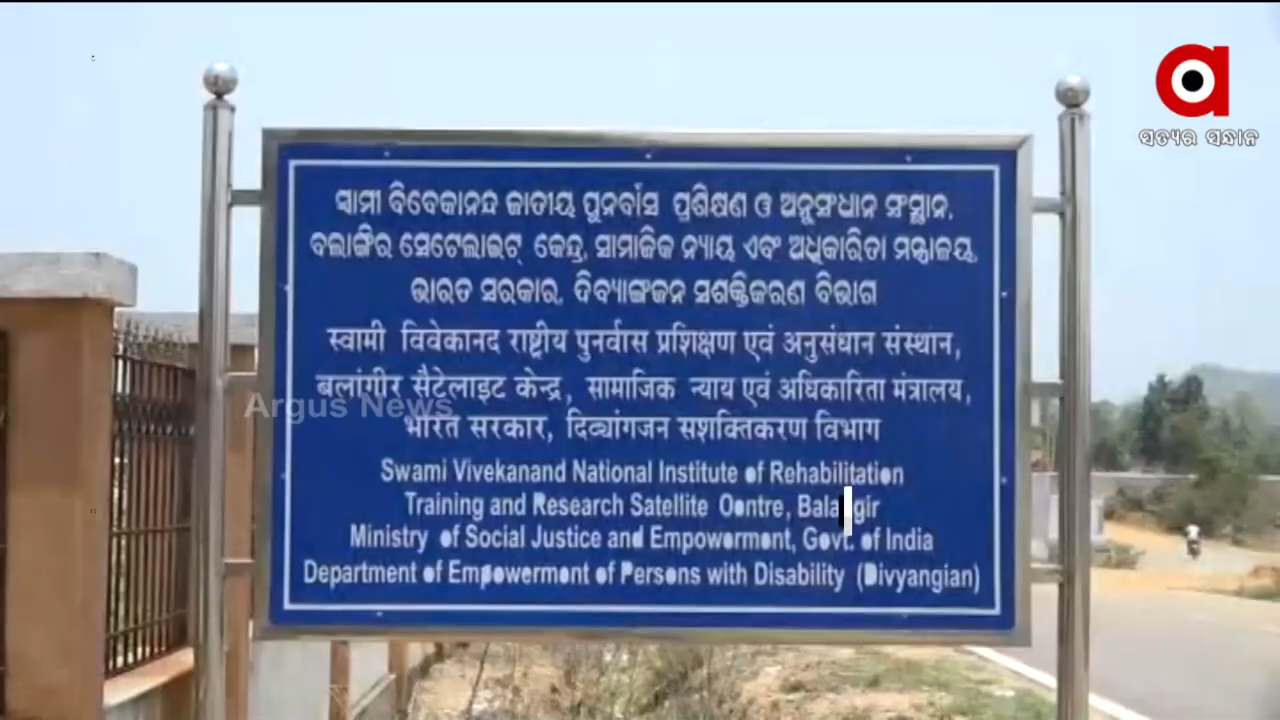 ସତ୍ୟର ସନ୍ଧାନ
ସ୍ୱାମୀ ବିବେକାନନ୍ଦ ଜାତୀୟ ପୁନର୍ବାସ ପ୍ରଶିକ୍ଷଣ ଓ ଅନୁସଂଧାନ ସଂସ୍ଥାନ,
ବଲାଙ୍ଗିର ସେଟେଲାଇଟ୍ କେନ୍ଦ୍ର, ସାମାଜିକ ନ୍ୟାୟ ଏବଂ ଅଧିକାରିତା ମନ୍ତ୍ରାଳୟ,
ଭାରତ ସରକାର, ଦିବ୍ୟାଙ୍ଗଜନ ସଶକ୍ତିକରଣ ବିଭାଗ
स्वामी विवेकानद राष्ट्रीय पुनर्वास प्रशिक्षण एवं अनुसंधान संस्थान,
बलांगीर सैटेलाइट केन्द्र, सामाजिक न्याय एवं अधिकारिता मंत्रालय,
Argus News
भारत सरकार, दिव्यांगजन सशक्तिकरण विभाग
Swami Vivekanand National Institute of Rehabilitation
Training and Research Satellite Centre,
Ministry of Social Justice and Empowerment, Govt. of India
Department of Empowerment of Persons with Disability (Divyangian)